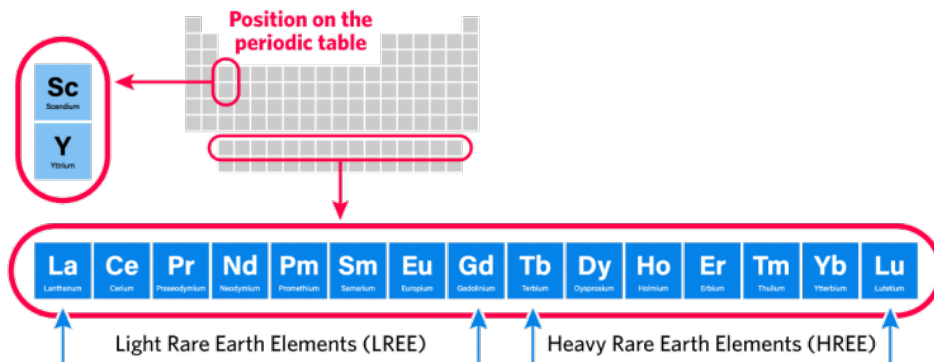 Position on the
periodic table
Sc
Scandium
Y
Yttrium
La
Lanthanum
Ce
Cerium
Pr
Praseodymium
Nd
Neodymium
Pm
Promethium
Sm
Samarium
Eu
Europium
Gd
Gadolinium
Tb
Terbium
Dy
Dysprosium
Ho
Holmium
Er
Erbium
Tm
Thulium
Yb
Ytterbium
Lu
Lutetium
Light Rare Earth Elements (LREE)
Heavy Rare Earth Elements (HREE)